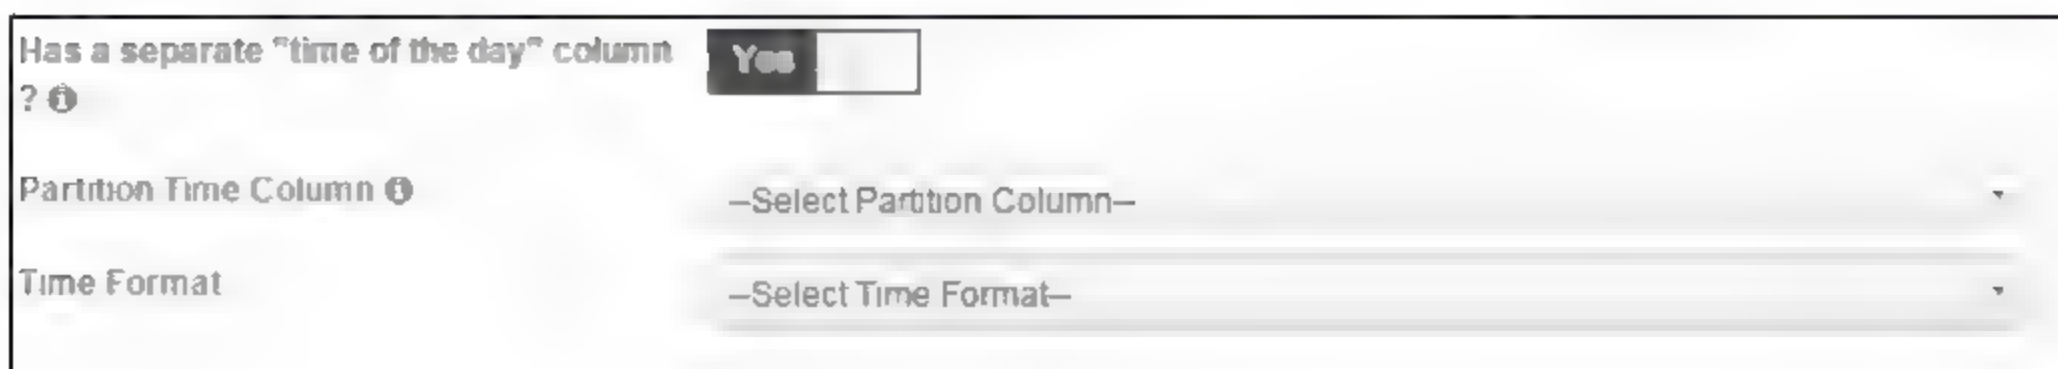 Has a separate "time of the day" column Yes
?
Partition Time Column --Select Partition Column--
Time Format --Select Time Format--